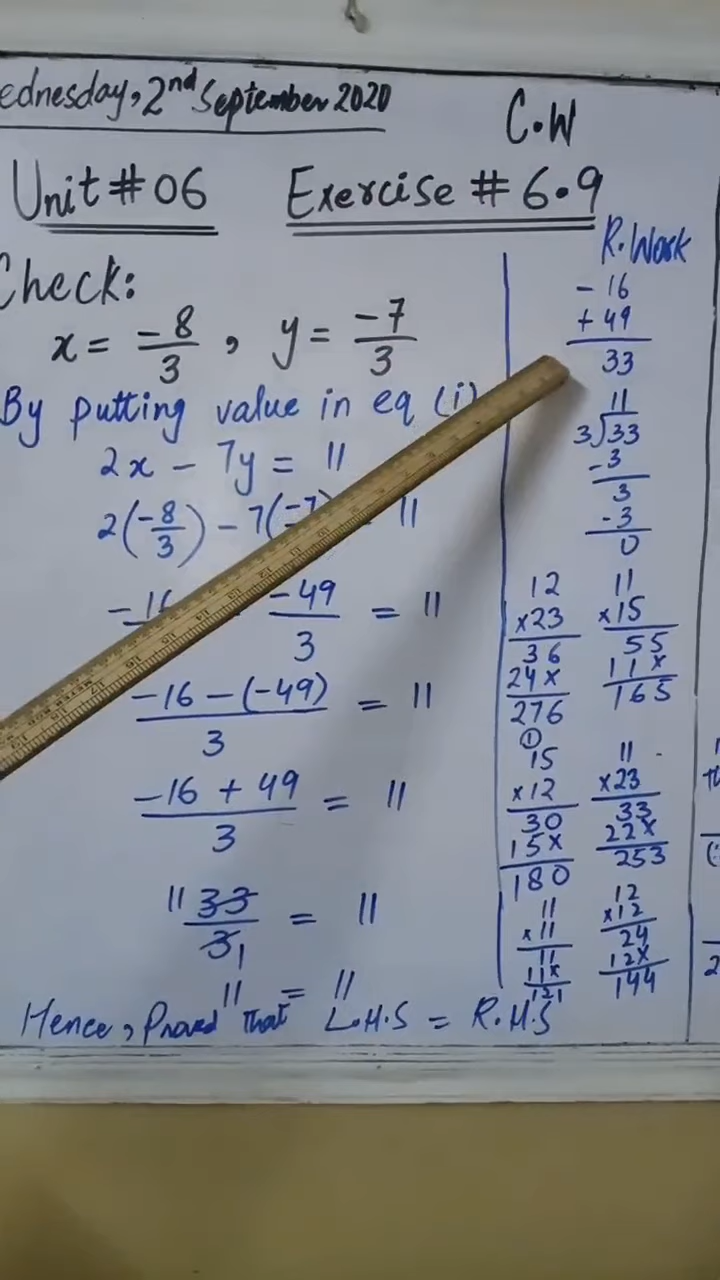 ednesday, 2nd September 2020
C.W
Unit # 06 Exercise # 6.9
Check:
x = -8/3 , y = -7/3
By putting value in eq (i)
2x - 7y = 11
2(-8/3) - 7(-7 = 11
-16 -49/3 = 11
-16 - (-49)/3 = 11
-16 + 49/3 = 11
11 33/3 1 = 11
11 = 11
Hence, Proved That L.H.S = R.H.S
R.Work
- 16
+ 49
33
11
3)33
-3
3
-3
0
12 11
x23 x15
36 55
24x 11x
276 165
①
15 11
x12 x23
30 33
15x 22x
180 253
11 12
x11 x12
11 24
11x 12x
121 144